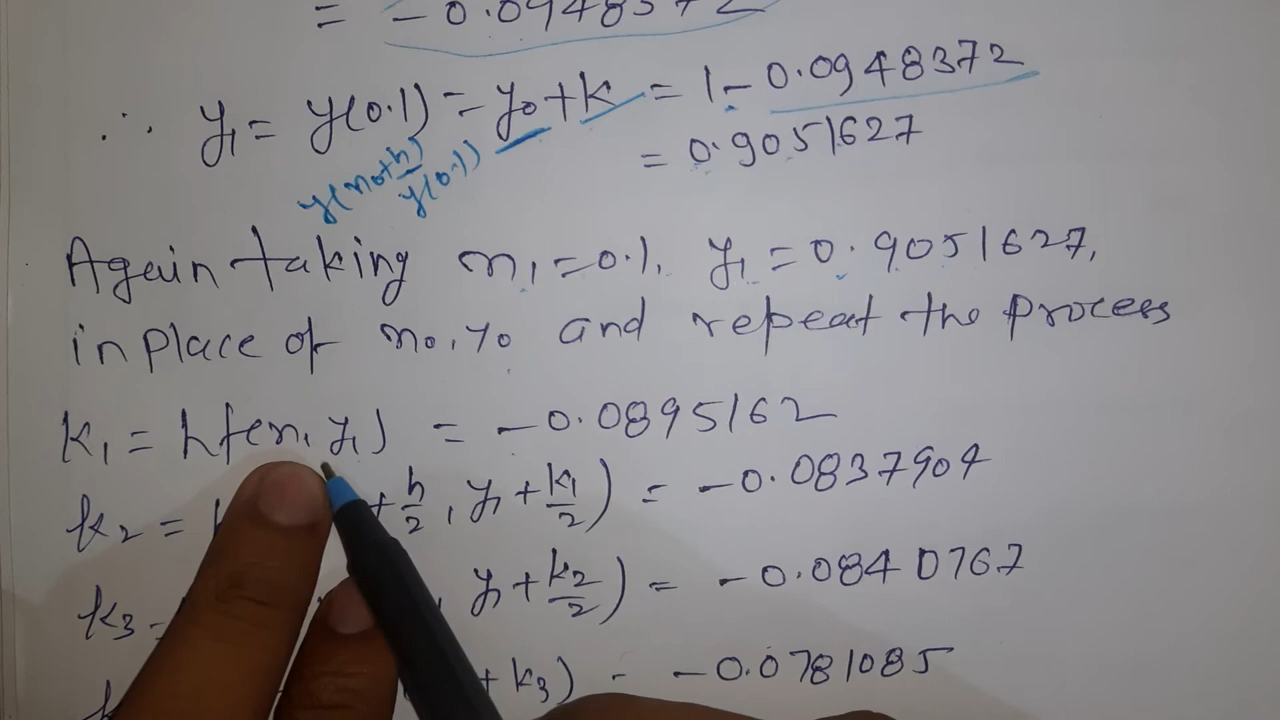 = - 0.0948372
∴ y₁ = y(0.1) = y₀ + k = 1 - 0.0948372
= 0.9051627
y(x₀+h)
y(0.1)
Again taking x₁ = 0.1, y₁ = 0.9051627,
in place of x₀, y₀ and repeat the process
k₁ = hf(x₁, y₁) = -0.0895162
k₂ = h + h/2, y₁ + k₁/2) = -0.0837904
k₃ = , y₁ + k₂/2) = -0.0840767
+ k₃) = -0.0781085